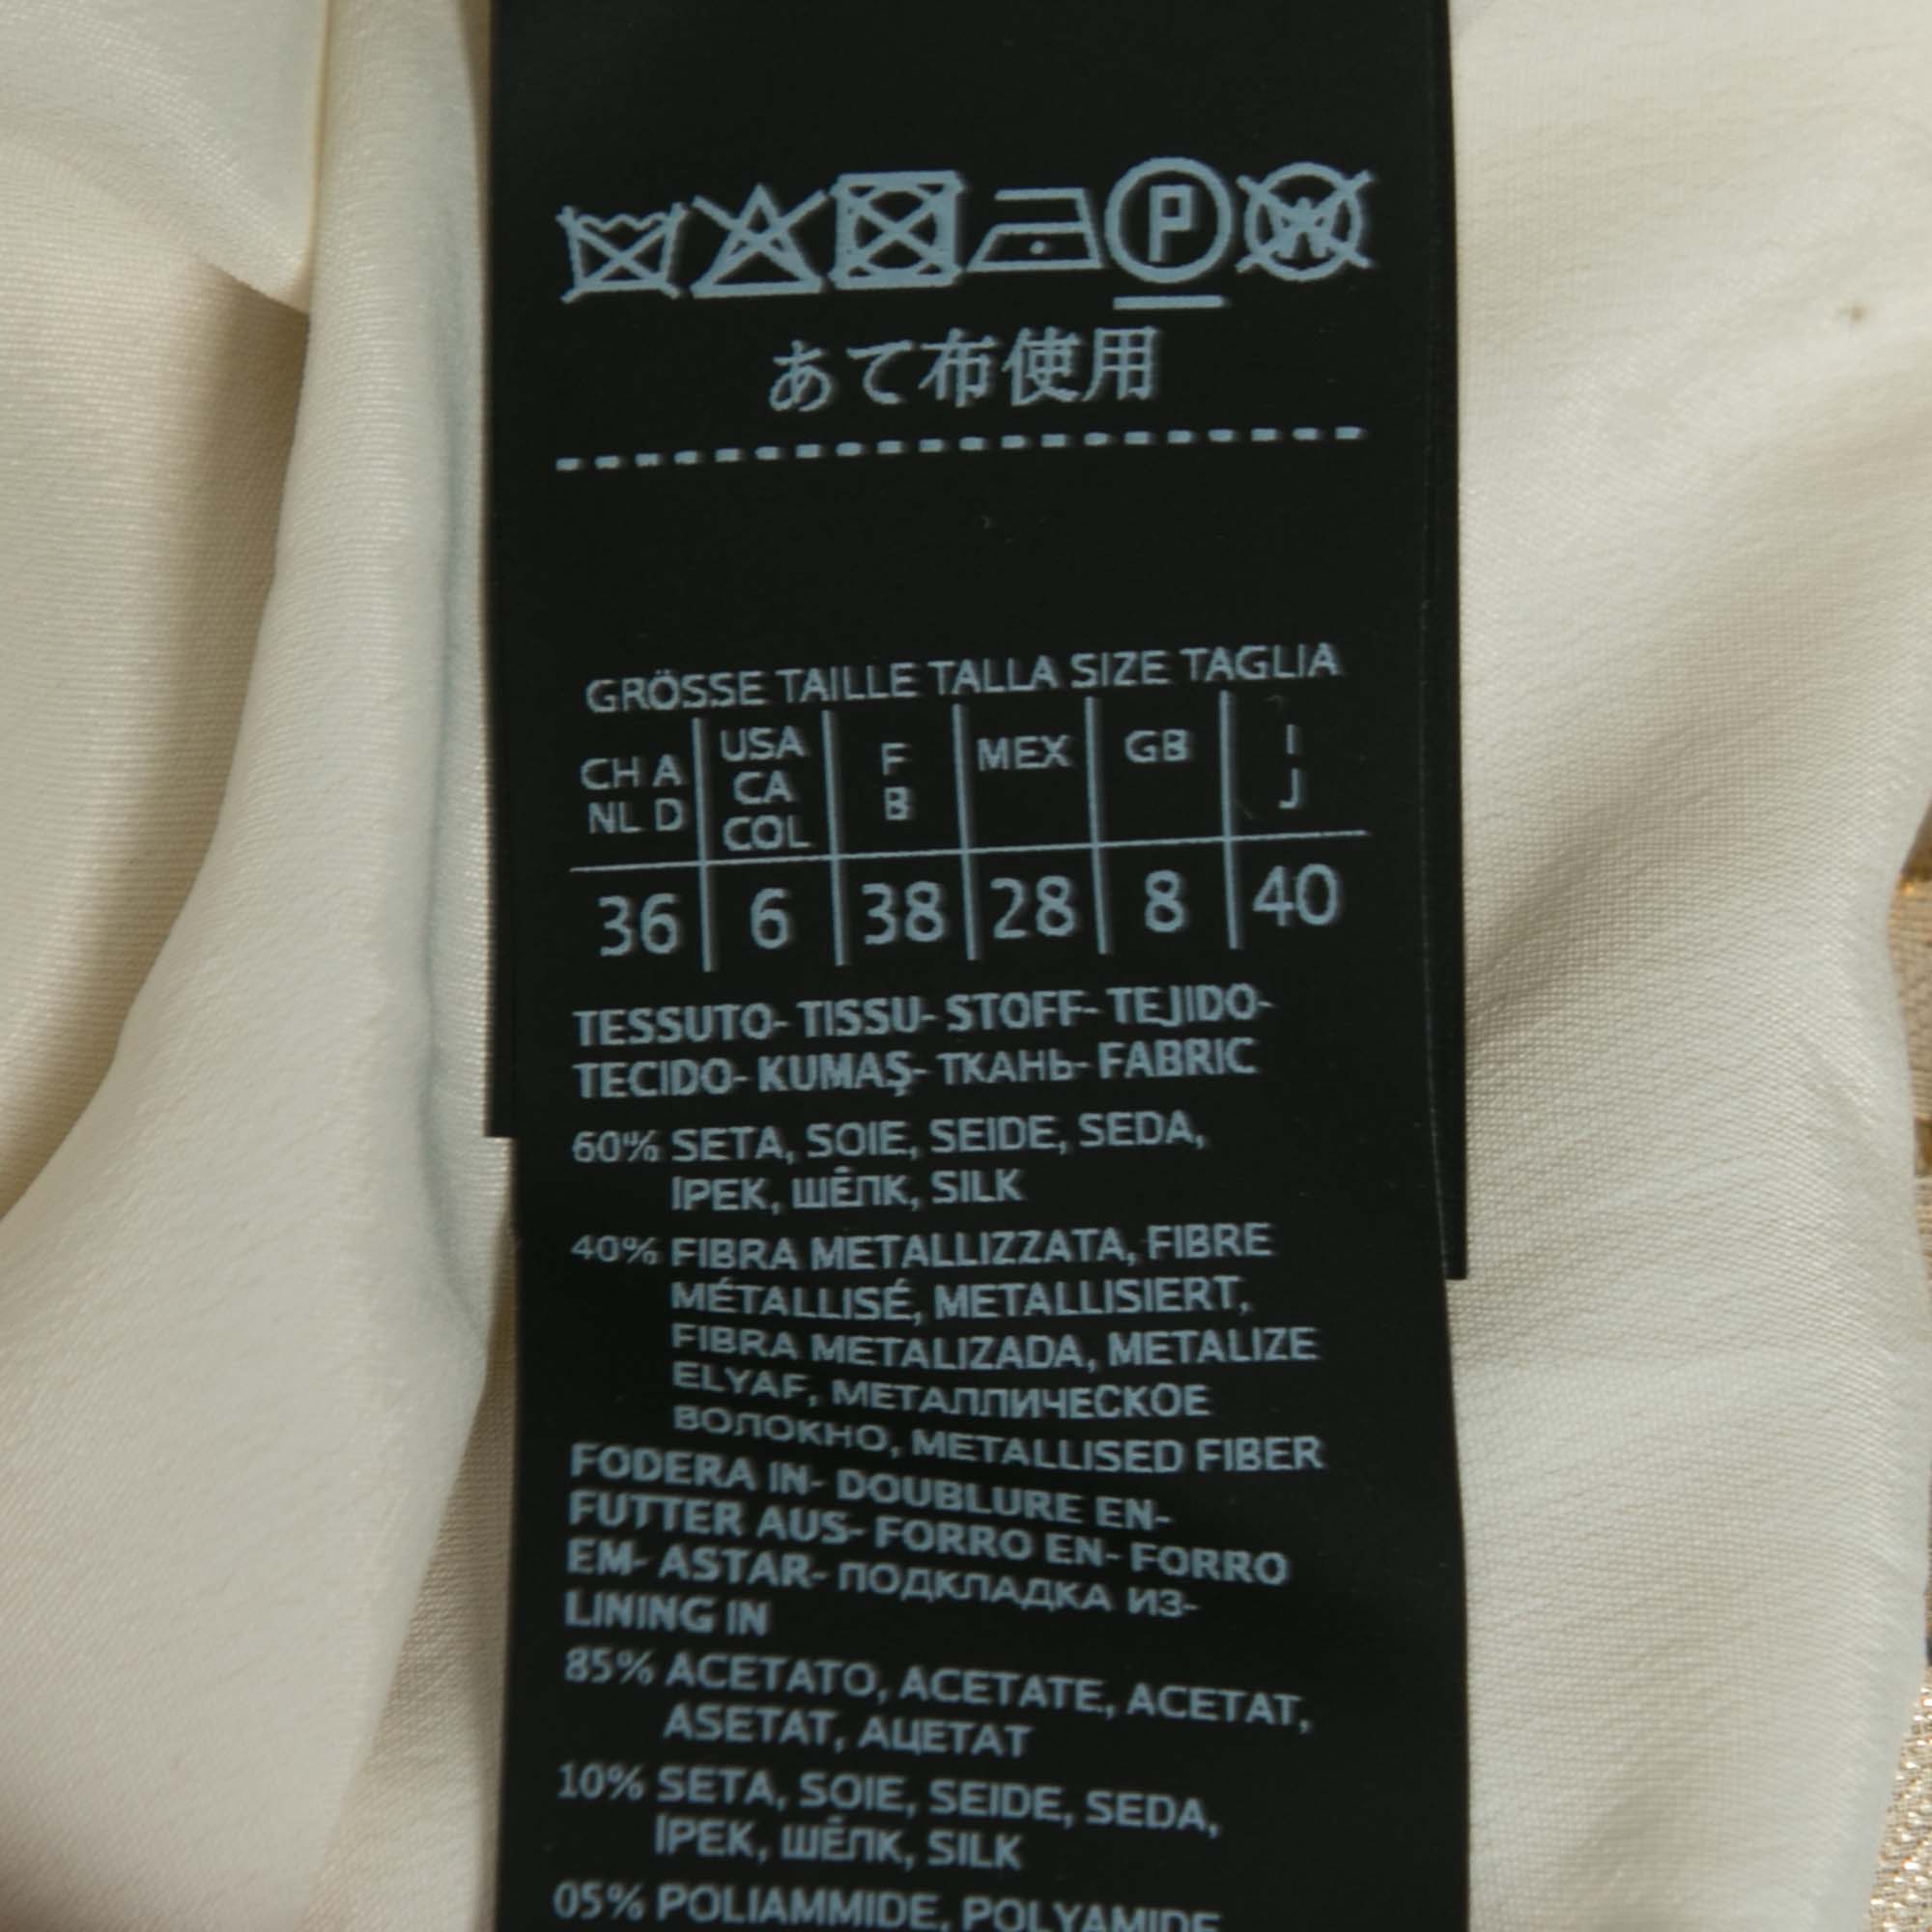 P W
あて布使用
GRÖSSE TAILLE TALLA SIZE TAGLIA
CH A NL D USA CA COL F B MEX GB I J
36 6 38 28 8 40
TESSUTO- TISSU- STOFF- TEJIDO-
TECIDO- KUMAŞ- ТКАНЬ- FABRIC
60% SETA, SOIE, SEIDE, SEDA,
İPEK, ШЁЛК, SILK
40% FIBRA METALLIZZATA, FIBRE
MÉTALLISÉ, METALLISIERT,
FIBRA METALIZADA, METALIZE
ELYAF, МЕТАЛЛИЧЕСКОЕ
ВОЛОКНО, METALLISED FIBER
FODERA IN- DOUBLURE EN-
FUTTER AUS- FORRO EN- FORRO
EM- ASTAR- ПОДКЛАДКА ИЗ-
LINING IN
85% ACETATO, ACETATE, ACETAT,
ASETAT, АЦЕТАТ
10% SETA, SOIE, SEIDE, SEDA,
İPEK, ШЁЛК, SILK
05% POLIAMMIDE, POLYAMIDE